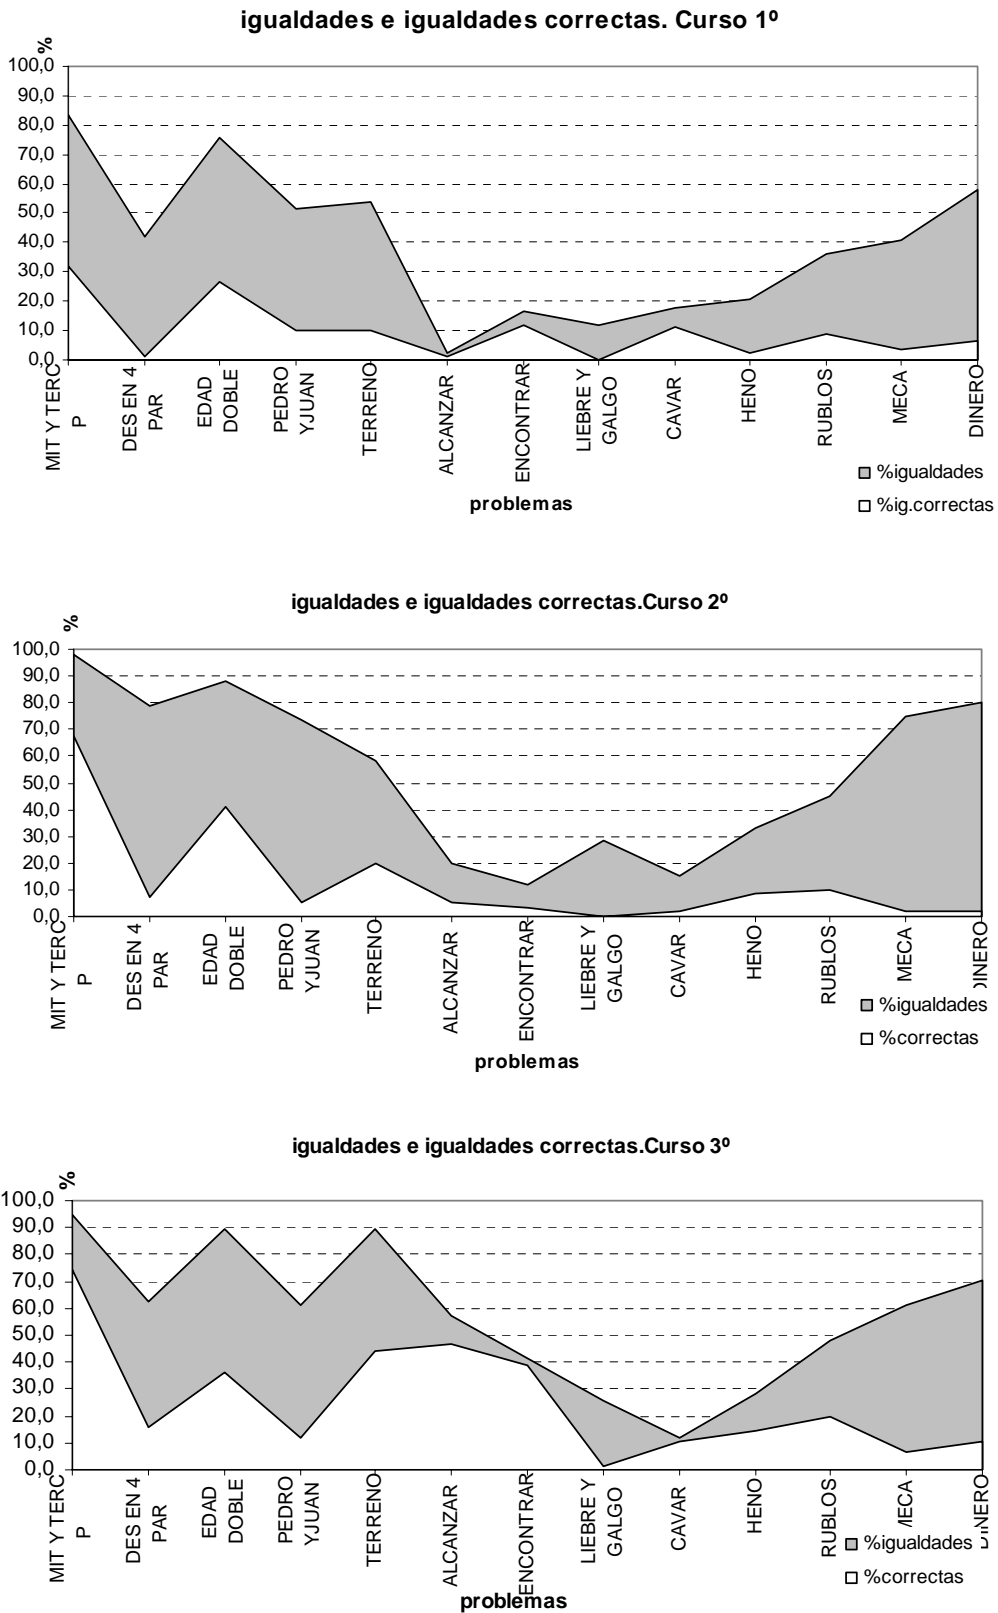 igualdades e igualdades correctas. Curso 1º
%
100,0
90,0
80,0
70,0
60,0
50,0
40,0
30,0
20,0
10,0
0,0
MIT Y TERC
P
DES EN 4
PAR
EDAD
DOBLE
PEDRO
YJUAN
TERRENO
ALCANZAR
ENCONTRAR
LIEBRE Y
GALGO
CAVAR
HENO
RUBLOS
MECA
DINERO
problemas
%igualdades
%ig.correctas
igualdades e igualdades correctas.Curso 2º
%
100,0
90,0
80,0
70,0
60,0
50,0
40,0
30,0
20,0
10,0
0,0
MIT Y TERC
P
DES EN 4
PAR
EDAD
DOBLE
PEDRO
YJUAN
TERRENO
ALCANZAR
ENCONTRAR
LIEBRE Y
GALGO
CAVAR
HENO
RUBLOS
MECA
DINERO
problemas
%igualdades
%correctas
igualdades e igualdades correctas.Curso 3º
%
100,0
90,0
80,0
70,0
60,0
50,0
40,0
30,0
20,0
10,0
0,0
MIT Y TERC
P
DES EN 4
PAR
EDAD
DOBLE
PEDRO
YJUAN
TERRENO
ALCANZAR
ENCONTRAR
LIEBRE Y
GALGO
CAVAR
HENO
RUBLOS
MECA
DINERO
problemas
%igualdades
%correctas